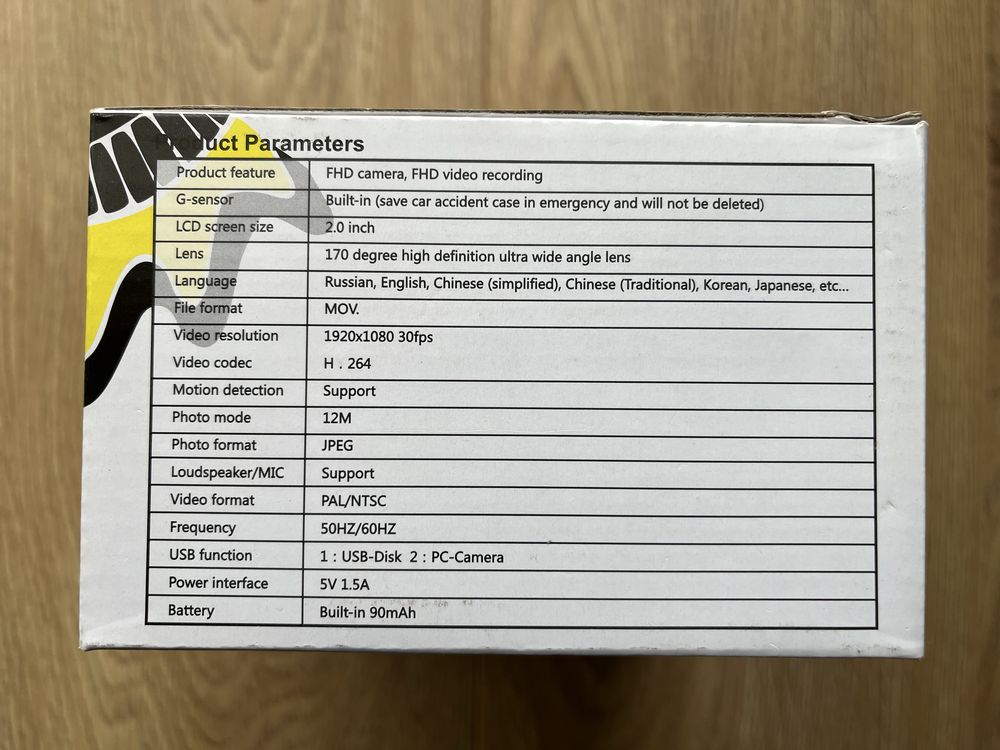 Product Parameters
Product feature FHD camera, FHD video recording
G-sensor Built-in (save car accident case in emergency and will not be deleted)
LCD screen size 2.0 inch
Lens 170 degree high definition ultra wide angle lens
Language Russian, English, Chinese (simplified), Chinese (Traditional), Korean, Japanese, etc...
File format MOV.
Video resolution 1920x1080 30fps
Video codec H . 264
Motion detection Support
Photo mode 12M
Photo format JPEG
Loudspeaker/MIC Support
Video format PAL/NTSC
Frequency 50HZ/60HZ
USB function 1 : USB-Disk 2 : PC-Camera
Power interface 5V 1.5A
Battery Built-in 90mAh